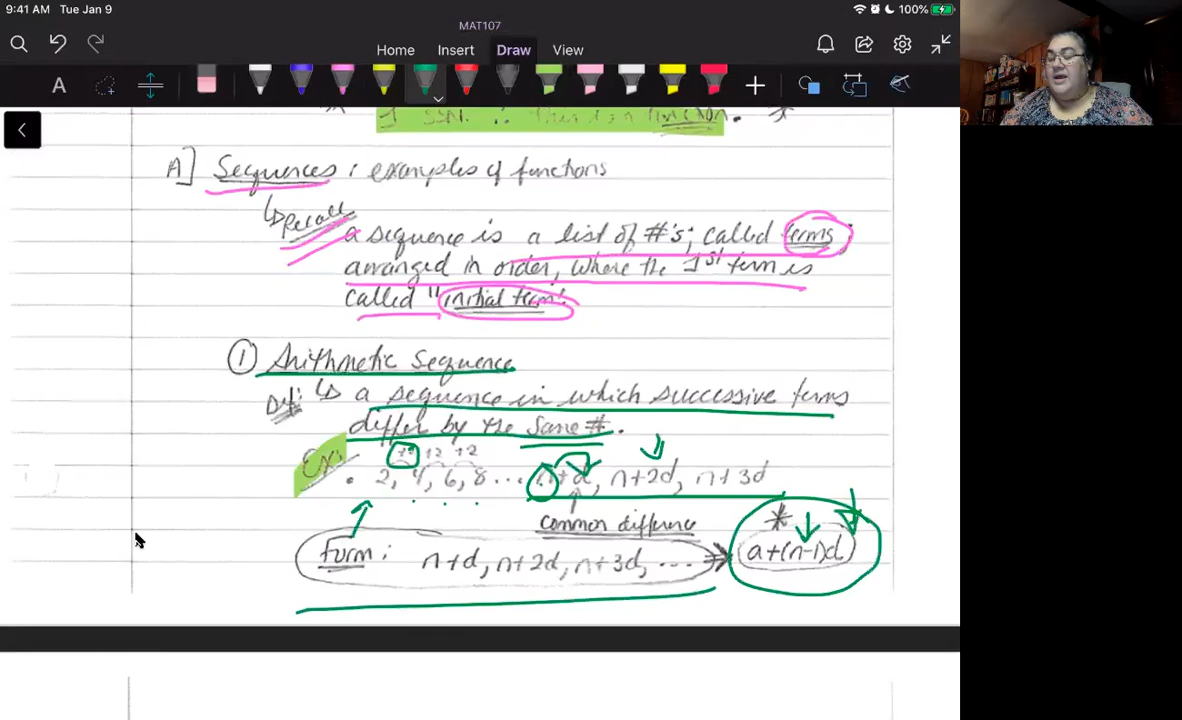 9:41 AM Tue Jan 9
100%
MAT107
Home Insert Draw View
A] Sequences : examples of functions
↳ Recall
a sequence is a list of #'s; called terms,
arranged in order, where the 1st term is
called "initial term".
① Arithmetic Sequence
Def: ↳ a sequence in which successive terms
differ by the same #.
+2 +2 +2
Ex:
• 2, 4, 6, 8 ... n+d, n+2d, n+3d
common difference
*
Form: n+d, n+2d, n+3d, ... → a+(n-1)d